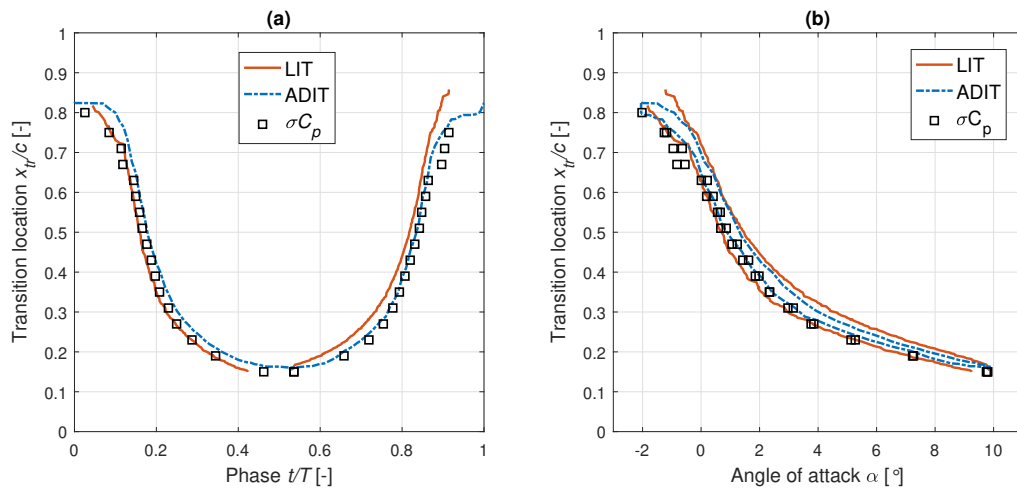 (a)
LIT
ADIT
σC_p
Transition location x_tr/c [-]
1
0.9
0.8
0.7
0.6
0.5
0.4
0.3
0.2
0.1
0
0 0.2 0.4 0.6 0.8 1
Phase t/T [-]
(b)
LIT
ADIT
σC_p
Transition location x_tr/c [-]
1
0.9
0.8
0.7
0.6
0.5
0.4
0.3
0.2
0.1
0
-2 0 2 4 6 8 10
Angle of attack α [°]